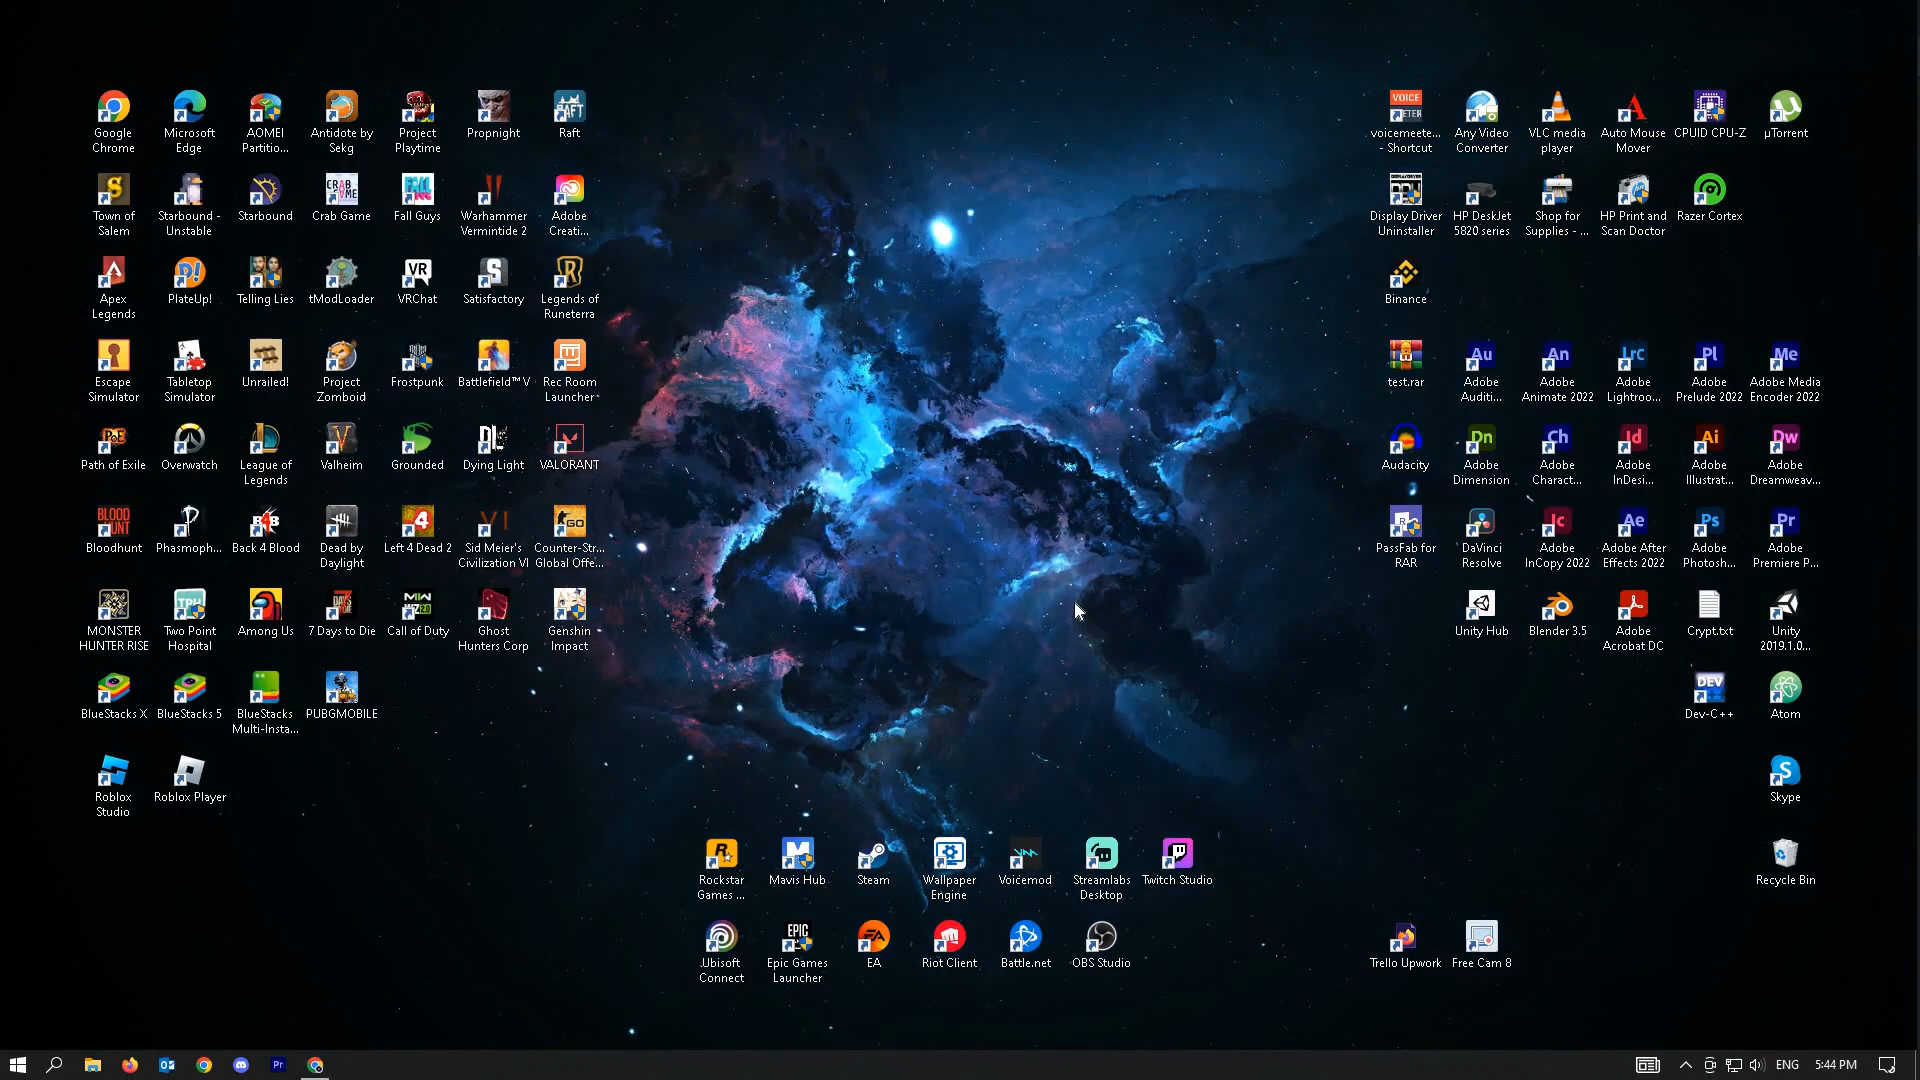 Google Chrome
Microsoft Edge
AOMEI Partitio...
Antidote by Sekg
Project Playtime
Propnight
Raft
VOICE
voicemeete... - Shortcut
Any Video Converter
VLC media player
Auto Mouse Mover
CPUID CPU-Z
µTorrent
Town of Salem
Starbound - Unstable
Starbound
Crab Game
Fall Guys
Warhammer Vermintide 2
Adobe Creati...
Display Driver Uninstaller
HP DeskJet 5820 series
Shop for Supplies - ...
HP Print and Scan Doctor
Razer Cortex
Apex Legends
PlateUp!
Telling Lies
tModLoader
VRChat
Satisfactory
Legends of Runeterra
Binance
Escape Simulator
Tabletop Simulator
Unrailed!
Project Zomboid
Frostpunk
Battlefield™ V
Rec Room Launcher
test.rar
Adobe Auditi...
Adobe Animate 2022
Adobe Lightroo...
Adobe Prelude 2022
Adobe Media Encoder 2022
Path of Exile
Overwatch
League of Legends
Valheim
Grounded
Dying Light
VALORANT
Audacity
Adobe Dimension
Adobe Charact...
Adobe InDesi...
Adobe Illustrat...
Adobe Dreamweav...
Bloodhunt
Phasmoph...
Back 4 Blood
Dead by Daylight
Left 4 Dead 2
Sid Meier's Civilization VI
Counter-Str... Global Offe...
PassFab for RAR
DaVinci Resolve
Adobe InCopy 2022
Adobe After Effects 2022
Adobe Photosh...
Adobe Premiere P...
MONSTER HUNTER RISE
Two Point Hospital
Among Us
7 Days to Die
Call of Duty
Ghost Hunters Corp
Genshin Impact
Unity Hub
Blender 3.5
Adobe Acrobat DC
Crypt.txt
Unity 2019.1.0...
BlueStacks X
BlueStacks 5
BlueStacks Multi-Insta...
PUBGMOBILE
Dev-C++
Atom
Roblox Studio
Roblox Player
Skype
Rockstar Games ...
Mavis Hub
Steam
Wallpaper Engine
Voicemod
Streamlabs Desktop
Twitch Studio
Recycle Bin
Ubisoft Connect
Epic Games Launcher
EA
Riot Client
Battle.net
OBS Studio
Trello Upwork
Free Cam 8
ENG
5:44 PM